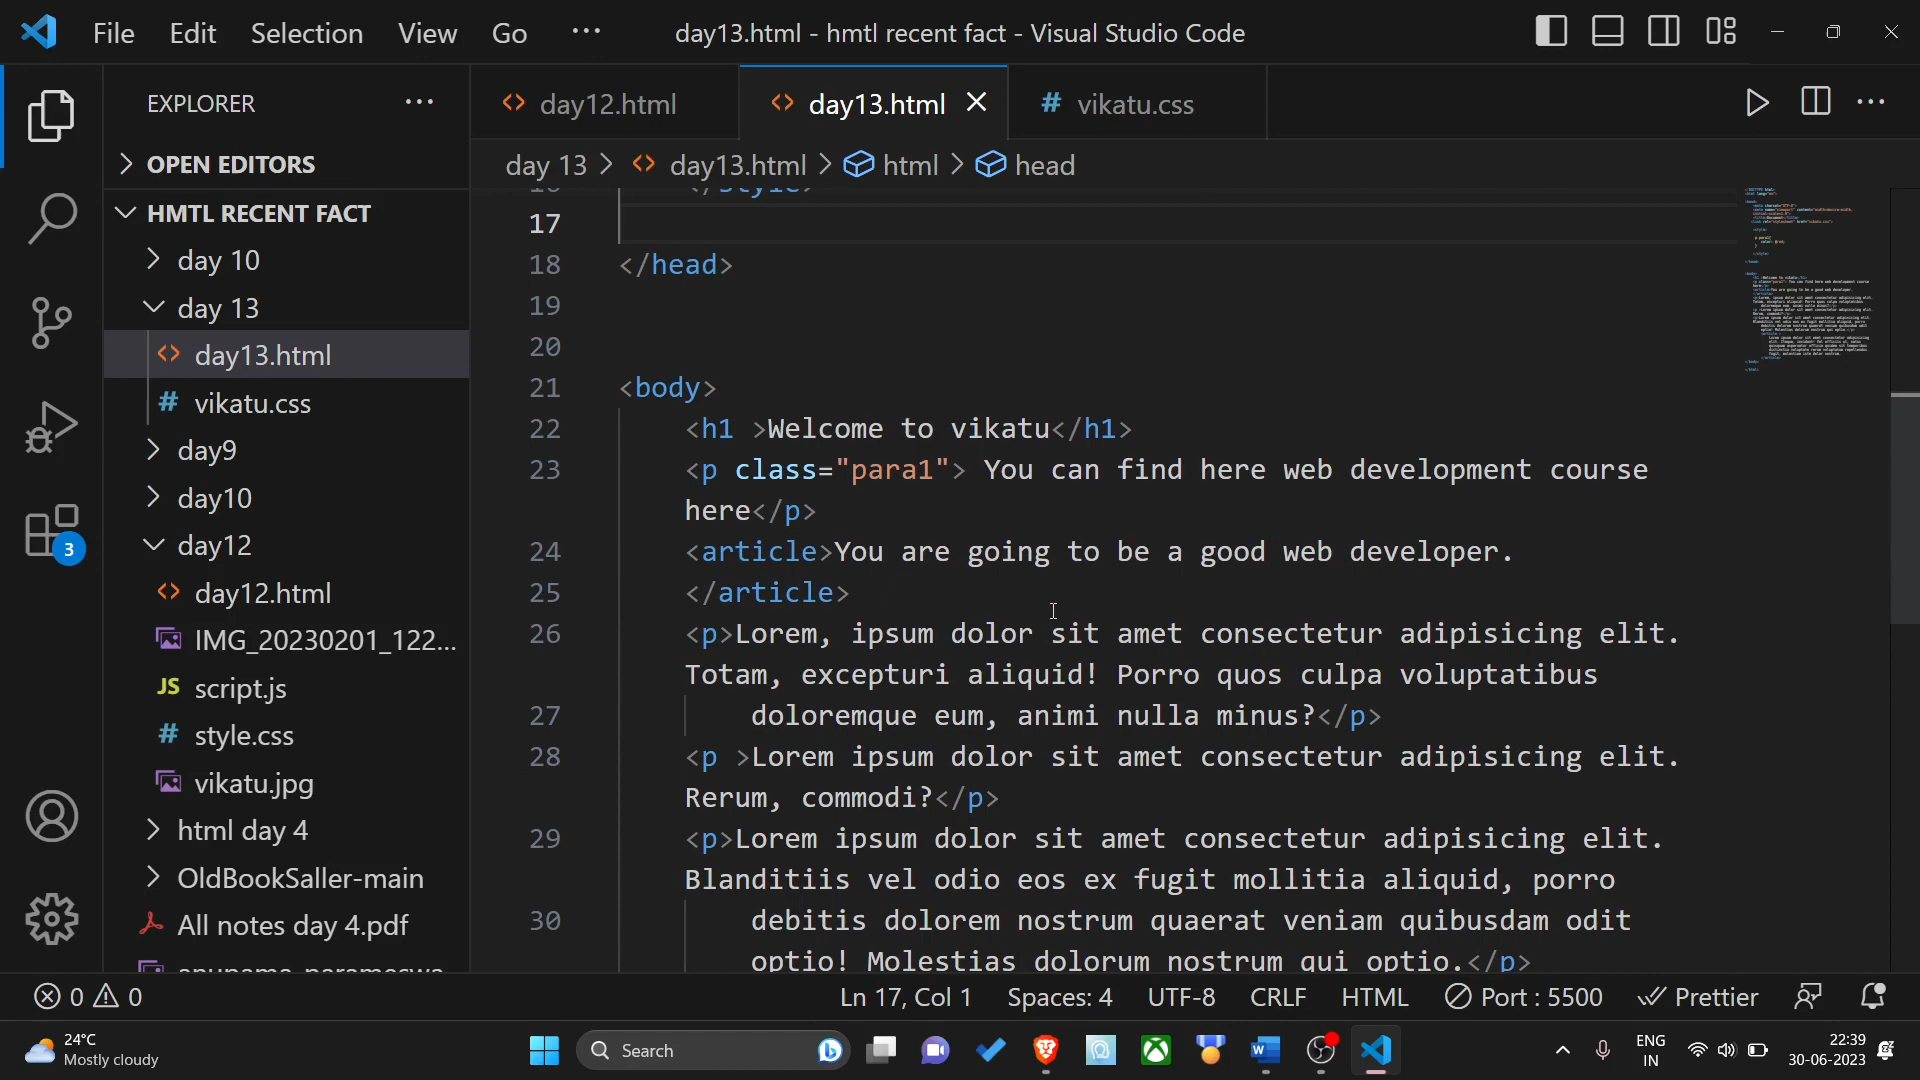 File Edit Selection View Go ··· day13.html - hmtl recent fact - Visual Studio Code
EXPLORER ···
day12.html day13.html vikatu.css
OPEN EDITORS
day 13 > day13.html > html > head
HMTL RECENT FACT
day 10
day 13
day13.html
vikatu.css
day9
day10
day12
day12.html
IMG_20230201_122...
script.js
style.css
vikatu.jpg
html day 4
OldBookSaller-main
All notes day 4.pdf
16 </style>
17
18 </head>
19
20
21 <body>
22 <h1 >Welcome to vikatu</h1>
23 <p class="para1"> You can find here web development course
here</p>
24 <article>You are going to be a good web developer.
25 </article>
26 <p>Lorem, ipsum dolor sit amet consectetur adipisicing elit.
Totam, excepturi aliquid! Porro quos culpa voluptatibus
27 doloremque eum, animi nulla minus?</p>
28 <p >Lorem ipsum dolor sit amet consectetur adipisicing elit.
Rerum, commodi?</p>
29 <p>Lorem ipsum dolor sit amet consectetur adipisicing elit.
Blanditiis vel odio eos ex fugit mollitia aliquid, porro
30 debitis dolorem nostrum quaerat veniam quibusdam odit
optio! Molestias dolorum nostrum qui optio.</p>
3
0 0 Ln 17, Col 1 Spaces: 4 UTF-8 CRLF HTML Port : 5500 Prettier
24°C
Mostly cloudy
Search
ENG
IN
22:39
30-06-2023